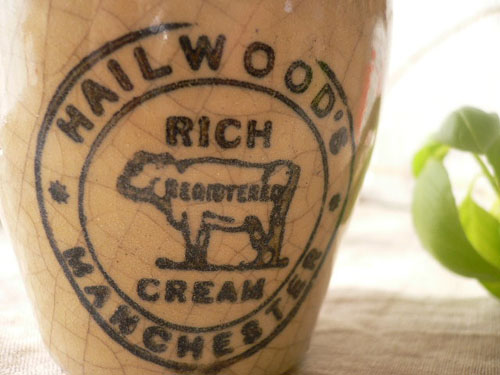 HAILWOOD'S
RICH
REGISTERED
CREAM
MANCHESTER